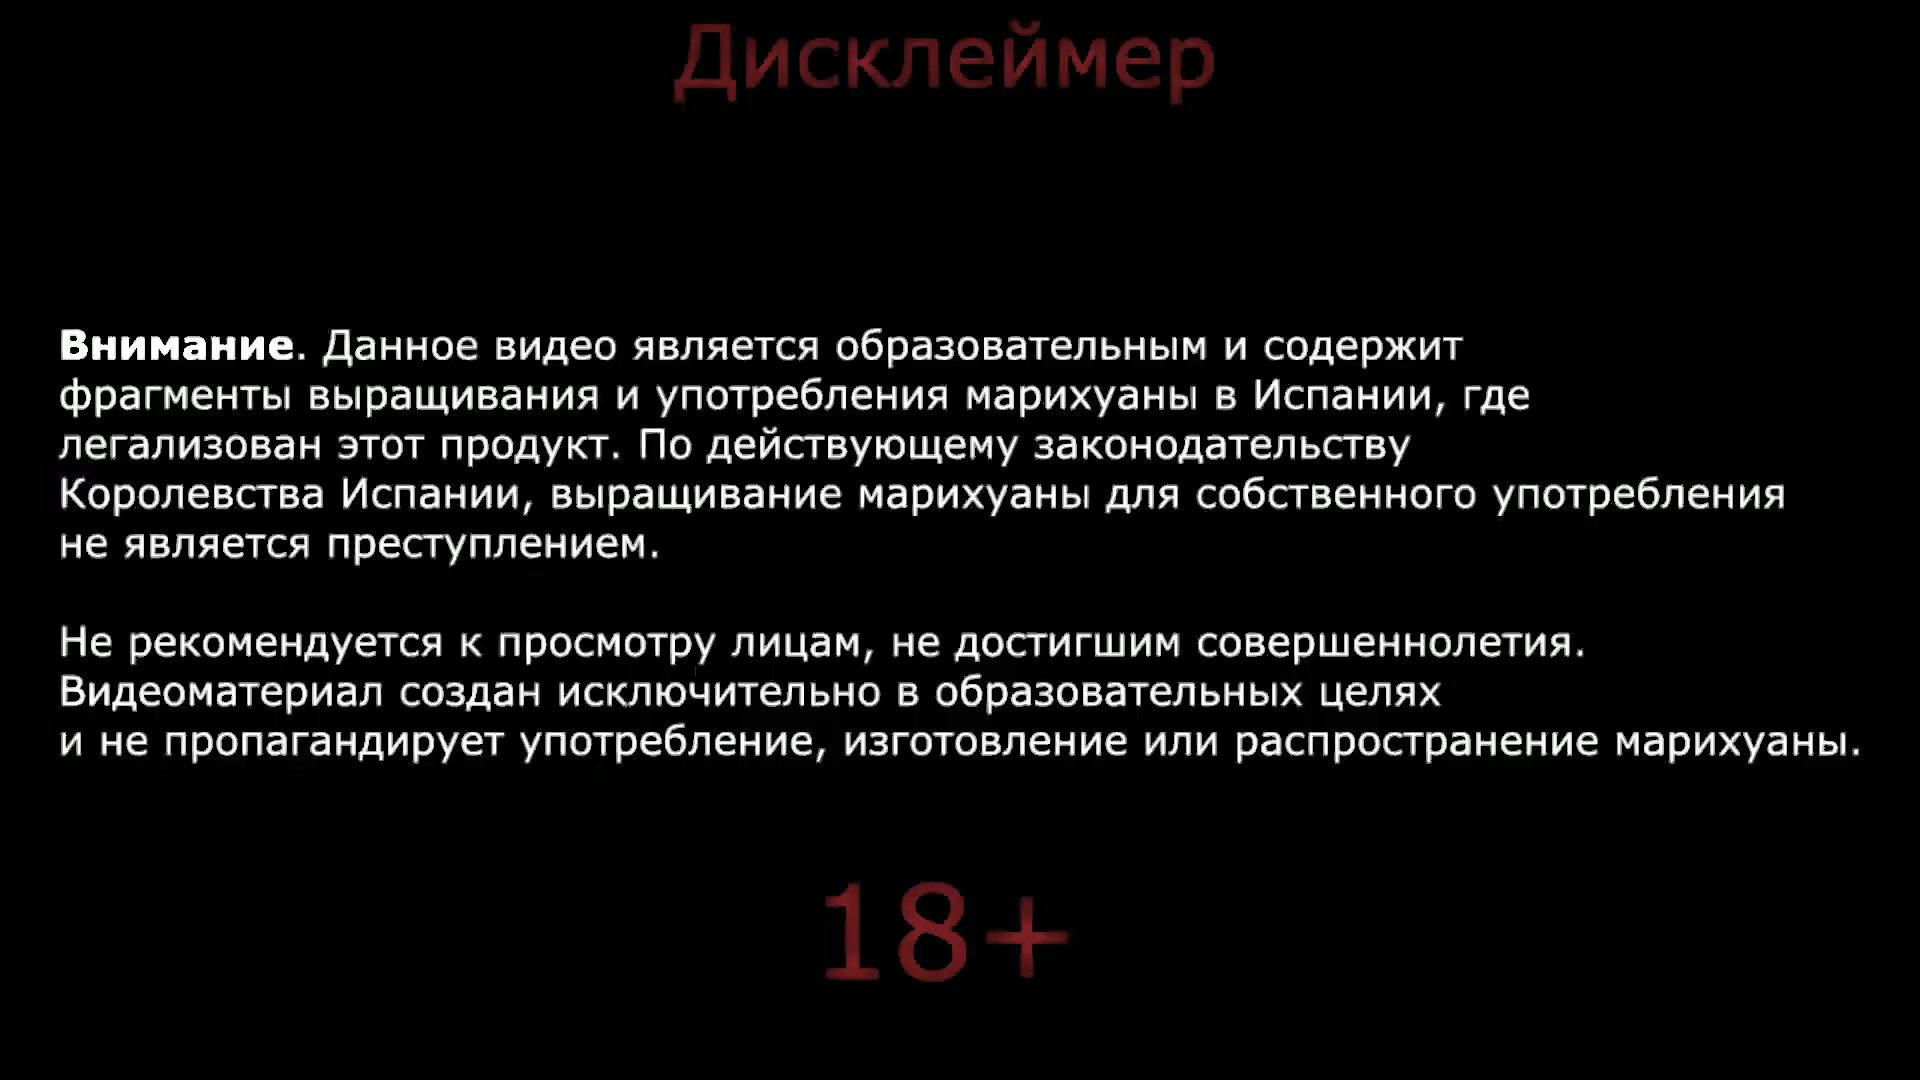 Дисклеймер
Внимание. Данное видео является образовательным и содержит
фрагменты выращивания и употребления марихуаны в Испании, где
легализован этот продукт. По действующему законодательству
Королевства Испании, выращивание марихуаны для собственного употребления
не является преступлением.
Не рекомендуется к просмотру лицам, не достигшим совершеннолетия.
Видеоматериал создан исключительно в образовательных целях
и не пропагандирует употребление, изготовление или распространение марихуаны.
18+